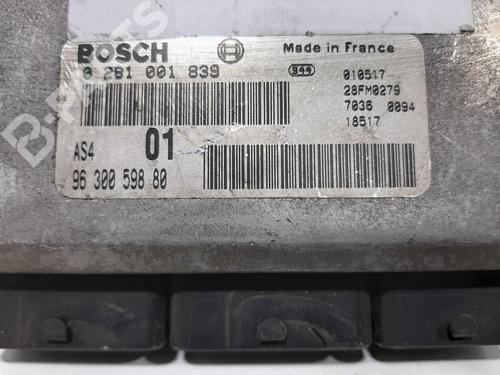 BOSCH
Made in France
0 281 001 839
944
010517
28FM0279
7036 0094
18517
AS4
01
96 300 598 80
B-PARTS